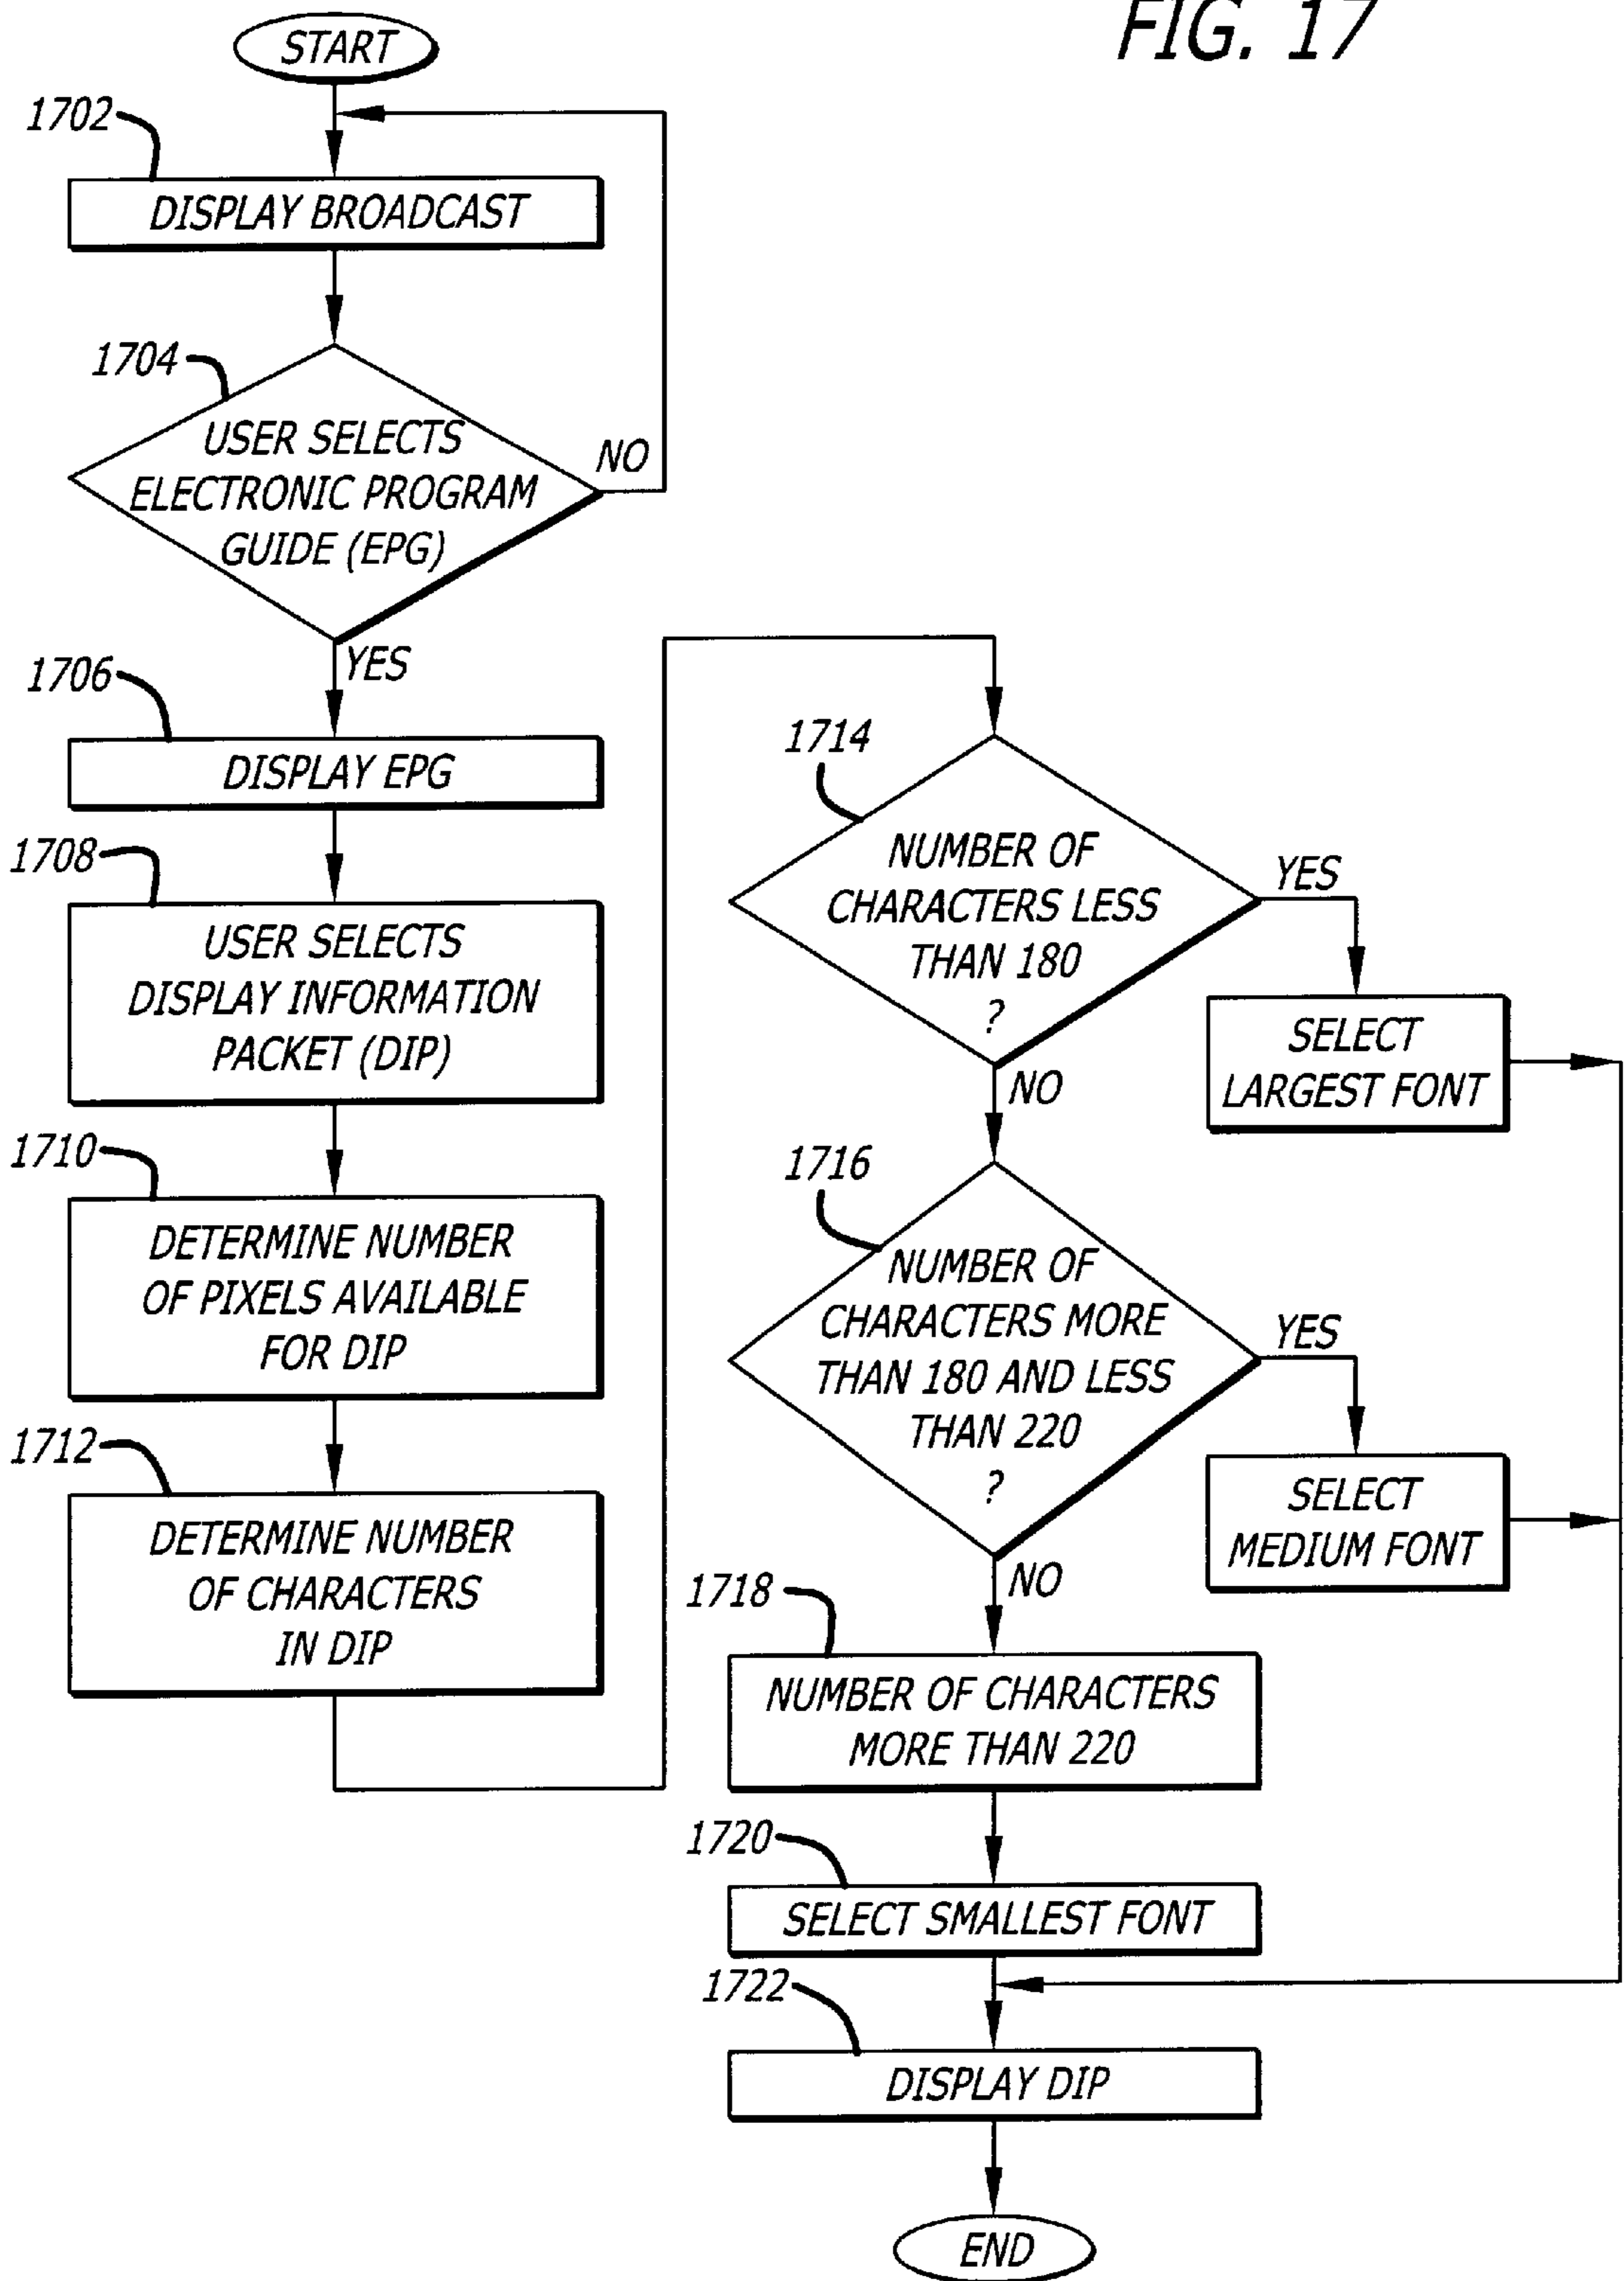 FIG. 17
START
1702
DISPLAY BROADCAST
1704
USER SELECTS
ELECTRONIC PROGRAM
GUIDE (EPG)
NO
YES
1706
DISPLAY EPG
1708
USER SELECTS
DISPLAY INFORMATION
PACKET (DIP)
1710
DETERMINE NUMBER
OF PIXELS AVAILABLE
FOR DIP
1712
DETERMINE NUMBER
OF CHARACTERS
IN DIP
1714
NUMBER OF
CHARACTERS LESS
THAN 180
?
YES
SELECT
LARGEST FONT
NO
1716
NUMBER OF
CHARACTERS MORE
THAN 180 AND LESS
THAN 220
?
YES
SELECT
MEDIUM FONT
NO
1718
NUMBER OF CHARACTERS
MORE THAN 220
1720
SELECT SMALLEST FONT
1722
DISPLAY DIP
END